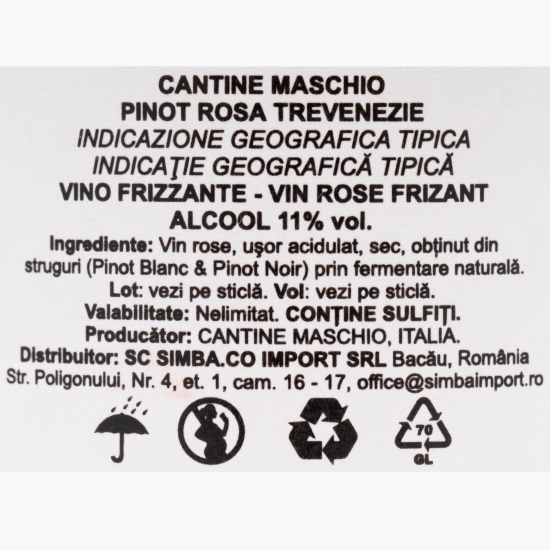 CANTINE MASCHIO
PINOT ROSA TREVENEZIE
INDICAZIONE GEOGRAFICA TIPICA
INDICAŢIE GEOGRAFICĂ TIPICĂ
VINO FRIZZANTE - VIN ROSE FRIZANT
ALCOOL 11% vol.
Ingrediente: Vin rose, uşor acidulat, sec, obţinut din
struguri (Pinot Blanc & Pinot Noir) prin fermentare naturală.
Lot: vezi pe sticlă. Vol: vezi pe sticlă.
Valabilitate: Nelimitat. CONŢINE SULFIŢI.
Producător: CANTINE MASCHIO, ITALIA.
Distribuitor: SC SIMBA.CO IMPORT SRL Bacău, România
Str. Poligonului, Nr. 4, et. 1, cam. 16 - 17, office@simbaimport.ro
70
GL